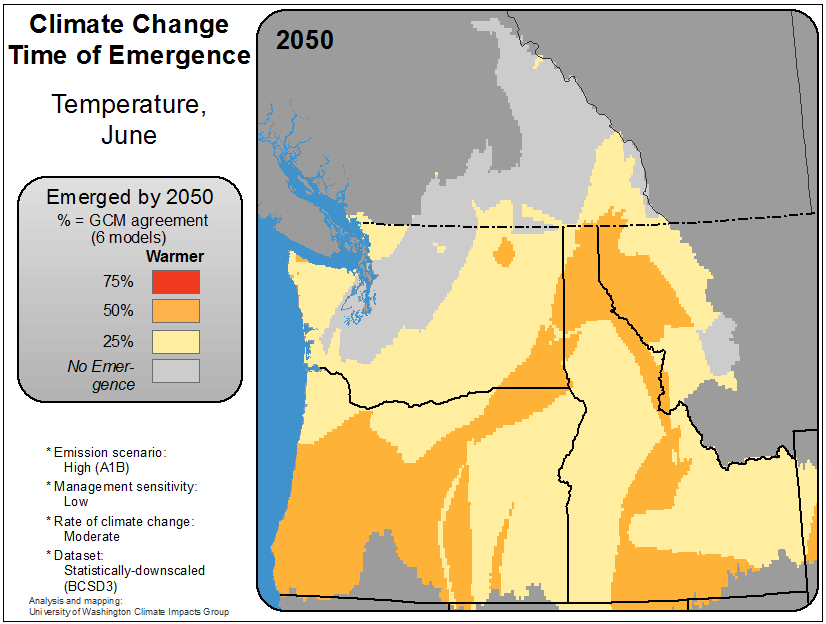 Climate Change
Time of Emergence
Temperature,
June
Emerged by 2050
% = GCM agreement
(6 models)
Warmer
75%
50%
25%
No Emer-
gence
* Emission scenario:
High (A1B)
* Management sensitivity:
Low
* Rate of climate change:
Moderate
* Dataset:
Statistically-downscaled
(BCSD3)
Analysis and mapping:
University of Washington Climate Impacts Group
2050